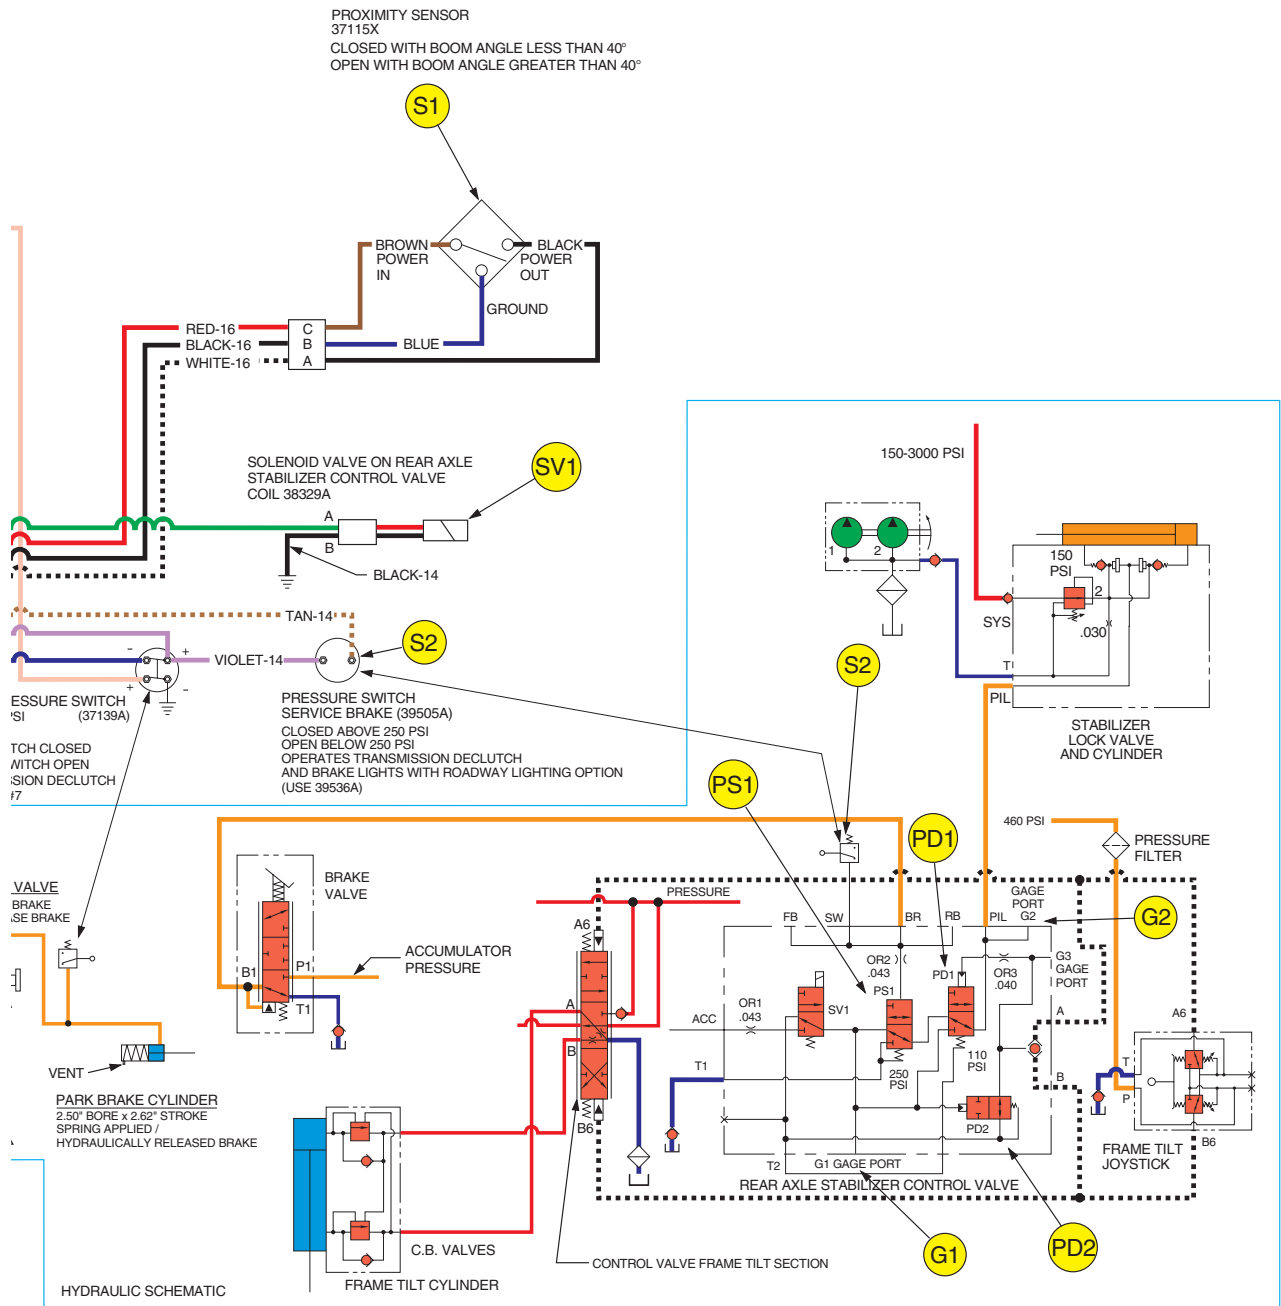 PROXIMITY SENSOR
37115X
CLOSED WITH BOOM ANGLE LESS THAN 40°
OPEN WITH BOOM ANGLE GREATER THAN 40°
S1
BROWN
POWER
IN
BLACK
POWER
OUT
GROUND
RED-16
BLACK-16
WHITE-16
C
B
A
BLUE
SOLENOID VALVE ON REAR AXLE
STABILIZER CONTROL VALVE
COIL 38329A
SV1
A
B
BLACK-14
TAN-14
S2
VIOLET-14
-
+
+
-
ESSURE SWITCH
PSI
(37139A)
TCH CLOSED
WITCH OPEN
SION DECLUTCH
#7
PRESSURE SWITCH
SERVICE BRAKE (39505A)
CLOSED ABOVE 250 PSI
OPEN BELOW 250 PSI
OPERATES TRANSMISSION DECLUTCH
AND BRAKE LIGHTS WITH ROADWAY LIGHTING OPTION
(USE 39536A)
150-3000 PSI
1
2
150
PSI
2
.030
SYS
T
PIL
STABILIZER
LOCK VALVE
AND CYLINDER
S2
PS1
PD1
460 PSI
PRESSURE
FILTER
VALVE
BRAKE
ASE BRAKE
BRAKE
VALVE
B1
P1
T1
ACCUMULATOR
PRESSURE
VENT
PARK BRAKE CYLINDER
2.50" BORE x 2.62" STROKE
SPRING APPLIED /
HYDRAULICALLY RELEASED BRAKE
PRESSURE
A6
A
B
B6
FB
SW
BR
RB
PIL
GAGE
PORT
G2
G2
OR2
.043
PS1
PD1
OR3
.040
G3
GAGE
PORT
OR1
.043
ACC
SV1
A
B
T1
250
PSI
110
PSI
PD2
T2
G1 GAGE PORT
REAR AXLE STABILIZER CONTROL VALVE
A6
T
P
B6
FRAME TILT
JOYSTICK
G1
PD2
C.B. VALVES
FRAME TILT CYLINDER
CONTROL VALVE FRAME TILT SECTION
HYDRAULIC SCHEMATIC